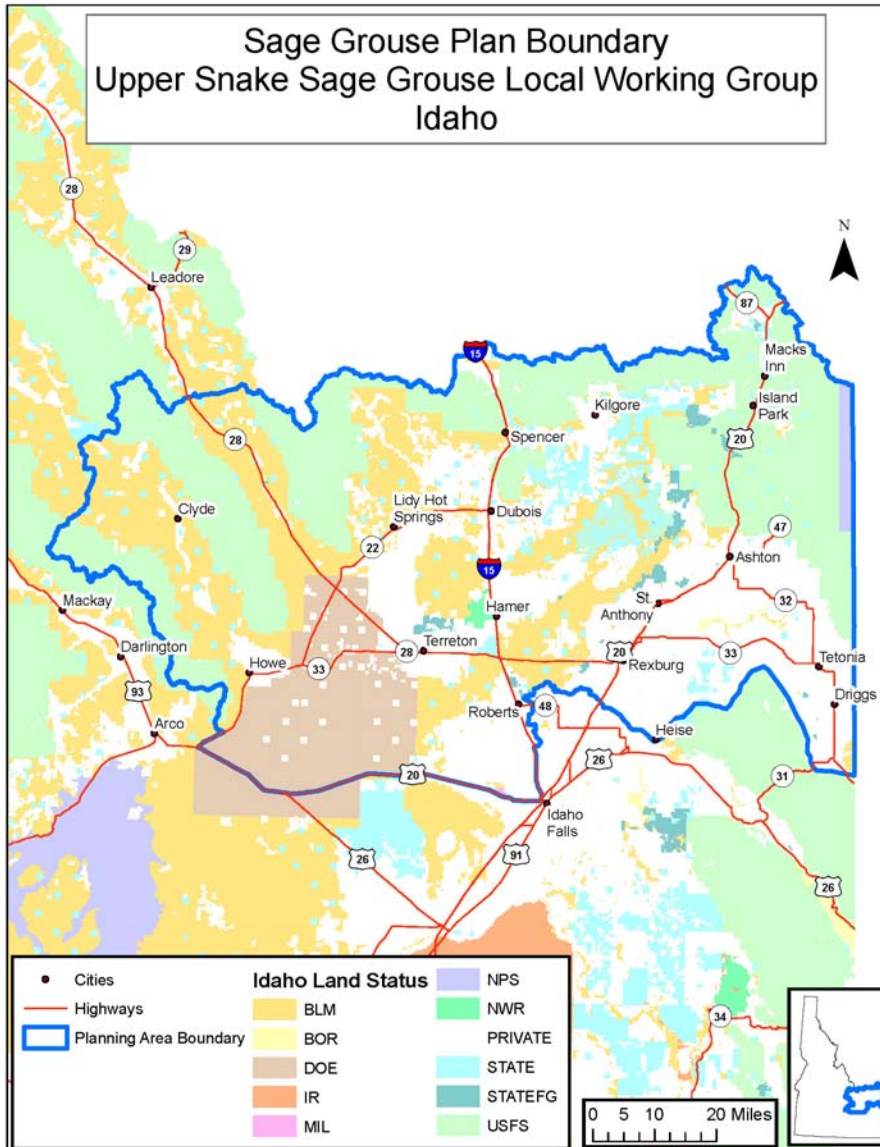 Sage Grouse Plan Boundary
Upper Snake Sage Grouse Local Working Group
Idaho
N
28
29
Leadore
87
15
Macks
Inn
Island
Park
Kilgore
20
Spencer
28
Clyde
Lidy Hot
Springs
Dubois
22
47
Ashton
15
Mackay
Hamer
St.
Anthony
32
Darlington
Terreton
28
33
Howe
20
Rexburg
33
Tetonia
93
Arco
Roberts
48
Driggs
Heise
20
26
31
Idaho
Falls
26
91
26
34
Cities
Highways
Planning Area Boundary
Idaho Land Status
BLM
BOR
DOE
IR
MIL
NPS
NWR
PRIVATE
STATE
STATEFG
USFS
0 5 10 20 Miles